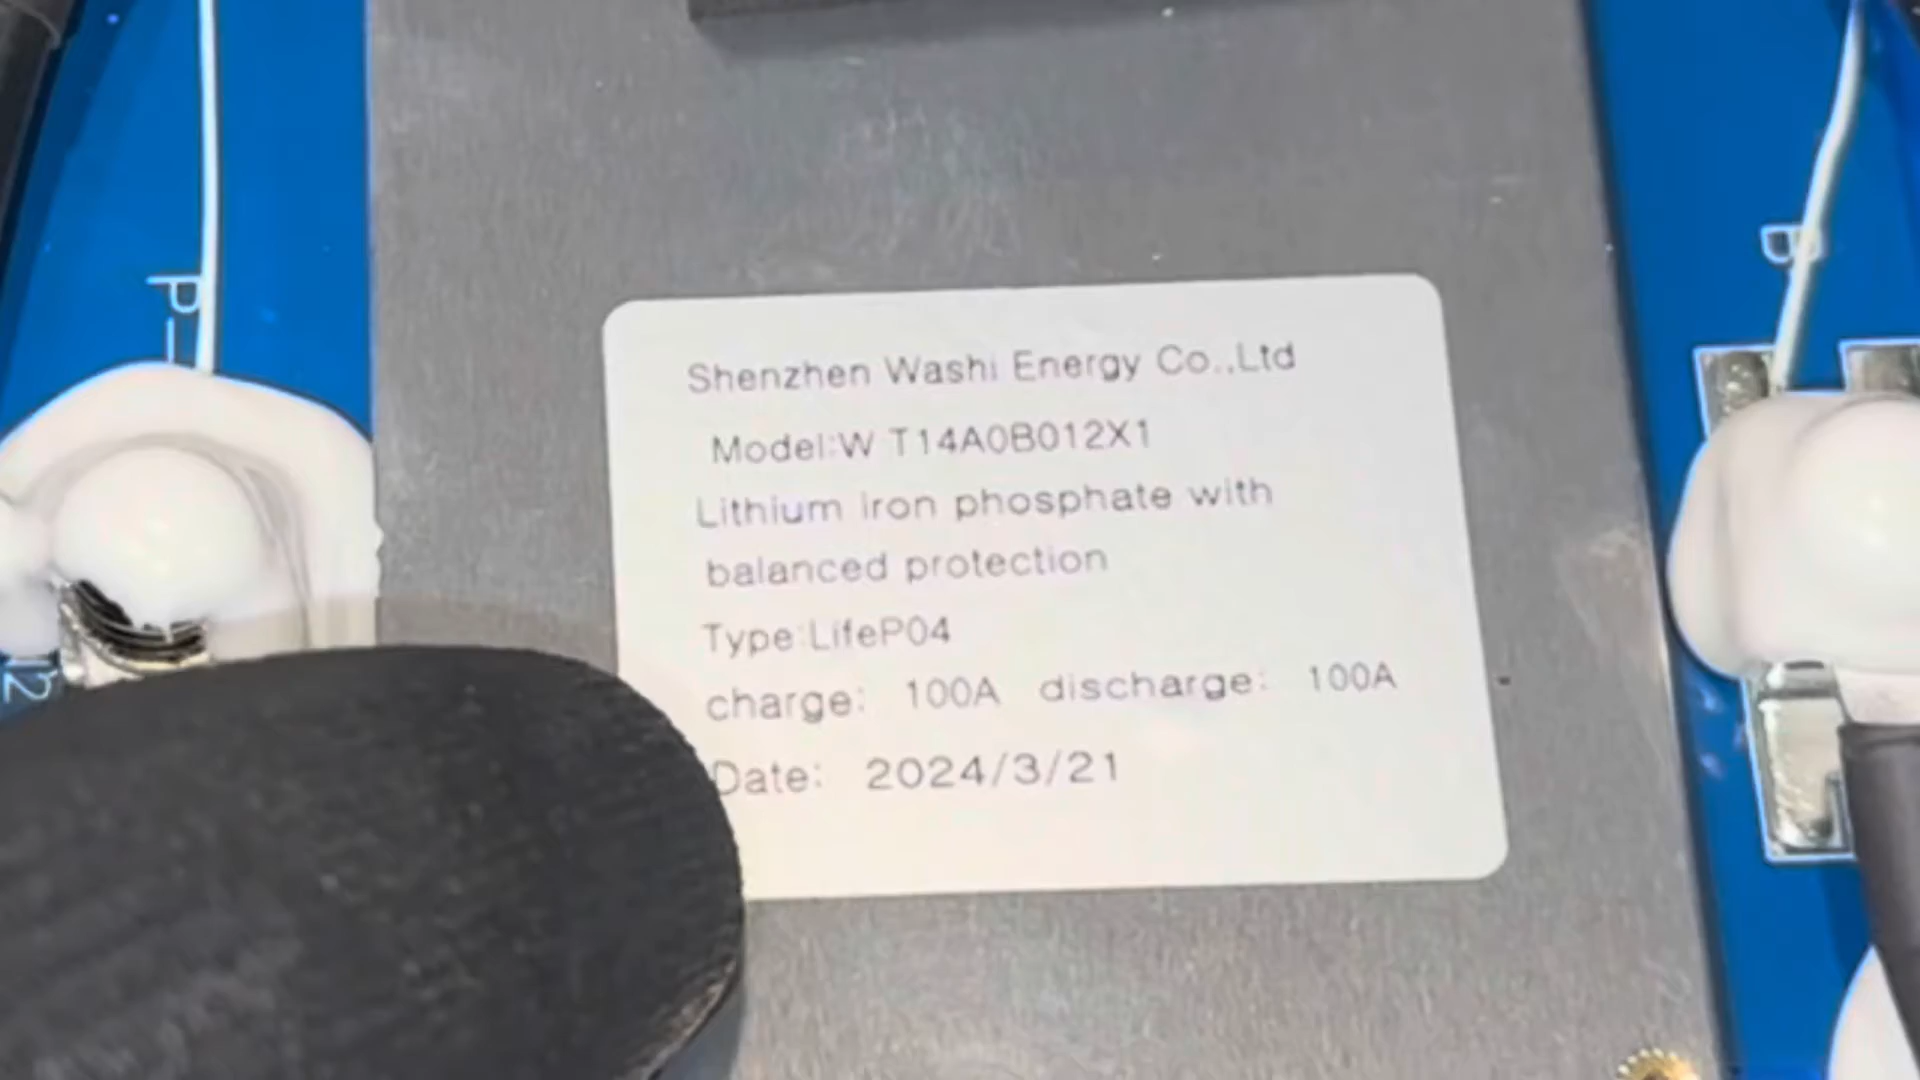 Shenzhen Washi Energy Co.,Ltd
Model:W T14A0B012X1
Lithium iron phosphate with
balanced protection
Type:LifeP04
charge: 100A discharge: 100A
Date: 2024/3/21
P-
B